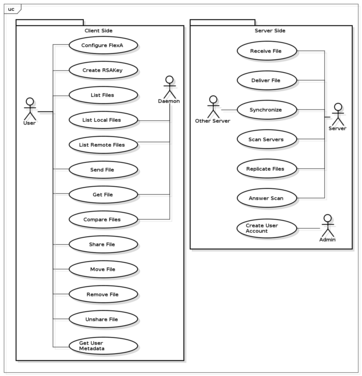 uc
Client Side
Configure FlexA
Create RSAKey
List Files
Daemon
User
List Local Files
List Remote Files
Send File
Get File
Compare Files
Share File
Move File
Remove File
Unshare File
Get User
Metadata
Server Side
Receive File
Deliver File
Synchronize
Other Server
Server
Scan Servers
Replicate Files
Answer Scan
Create User
Account
Admin